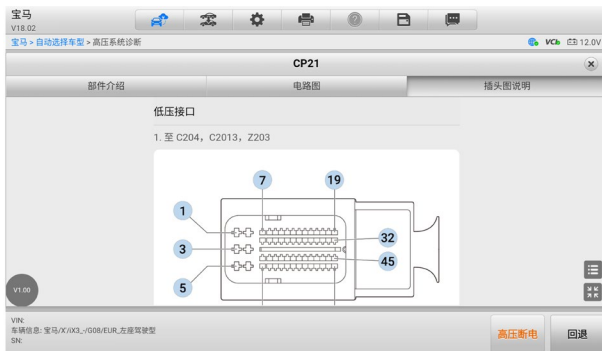 宝马
V18.02
宝马 > 自动选择车型 > 高压系统诊断
VCI 12.0V
CP21
部件介绍 电路图 插头图说明
低压接口
1. 至 C204，C2013，Z203
7 19
1
32
3
45
5
V1.00
VIN:
车辆信息: 宝马/X'/iX3_-/G08/EUR_左座驾驶型
SN:
高压断电 回退